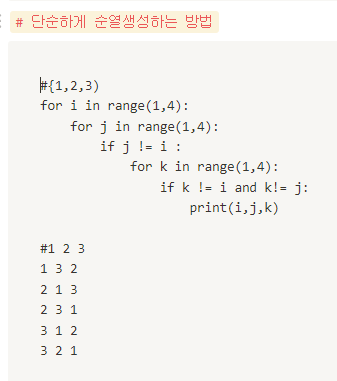 # 단순하게 순열생성하는 방법
#{1,2,3)
for i in range(1,4):
    for j in range(1,4):
        if j != i :
            for k in range(1,4):
                if k != i and k!= j:
                    print(i,j,k)
#1 2 3
1 3 2
2 1 3
2 3 1
3 1 2
3 2 1